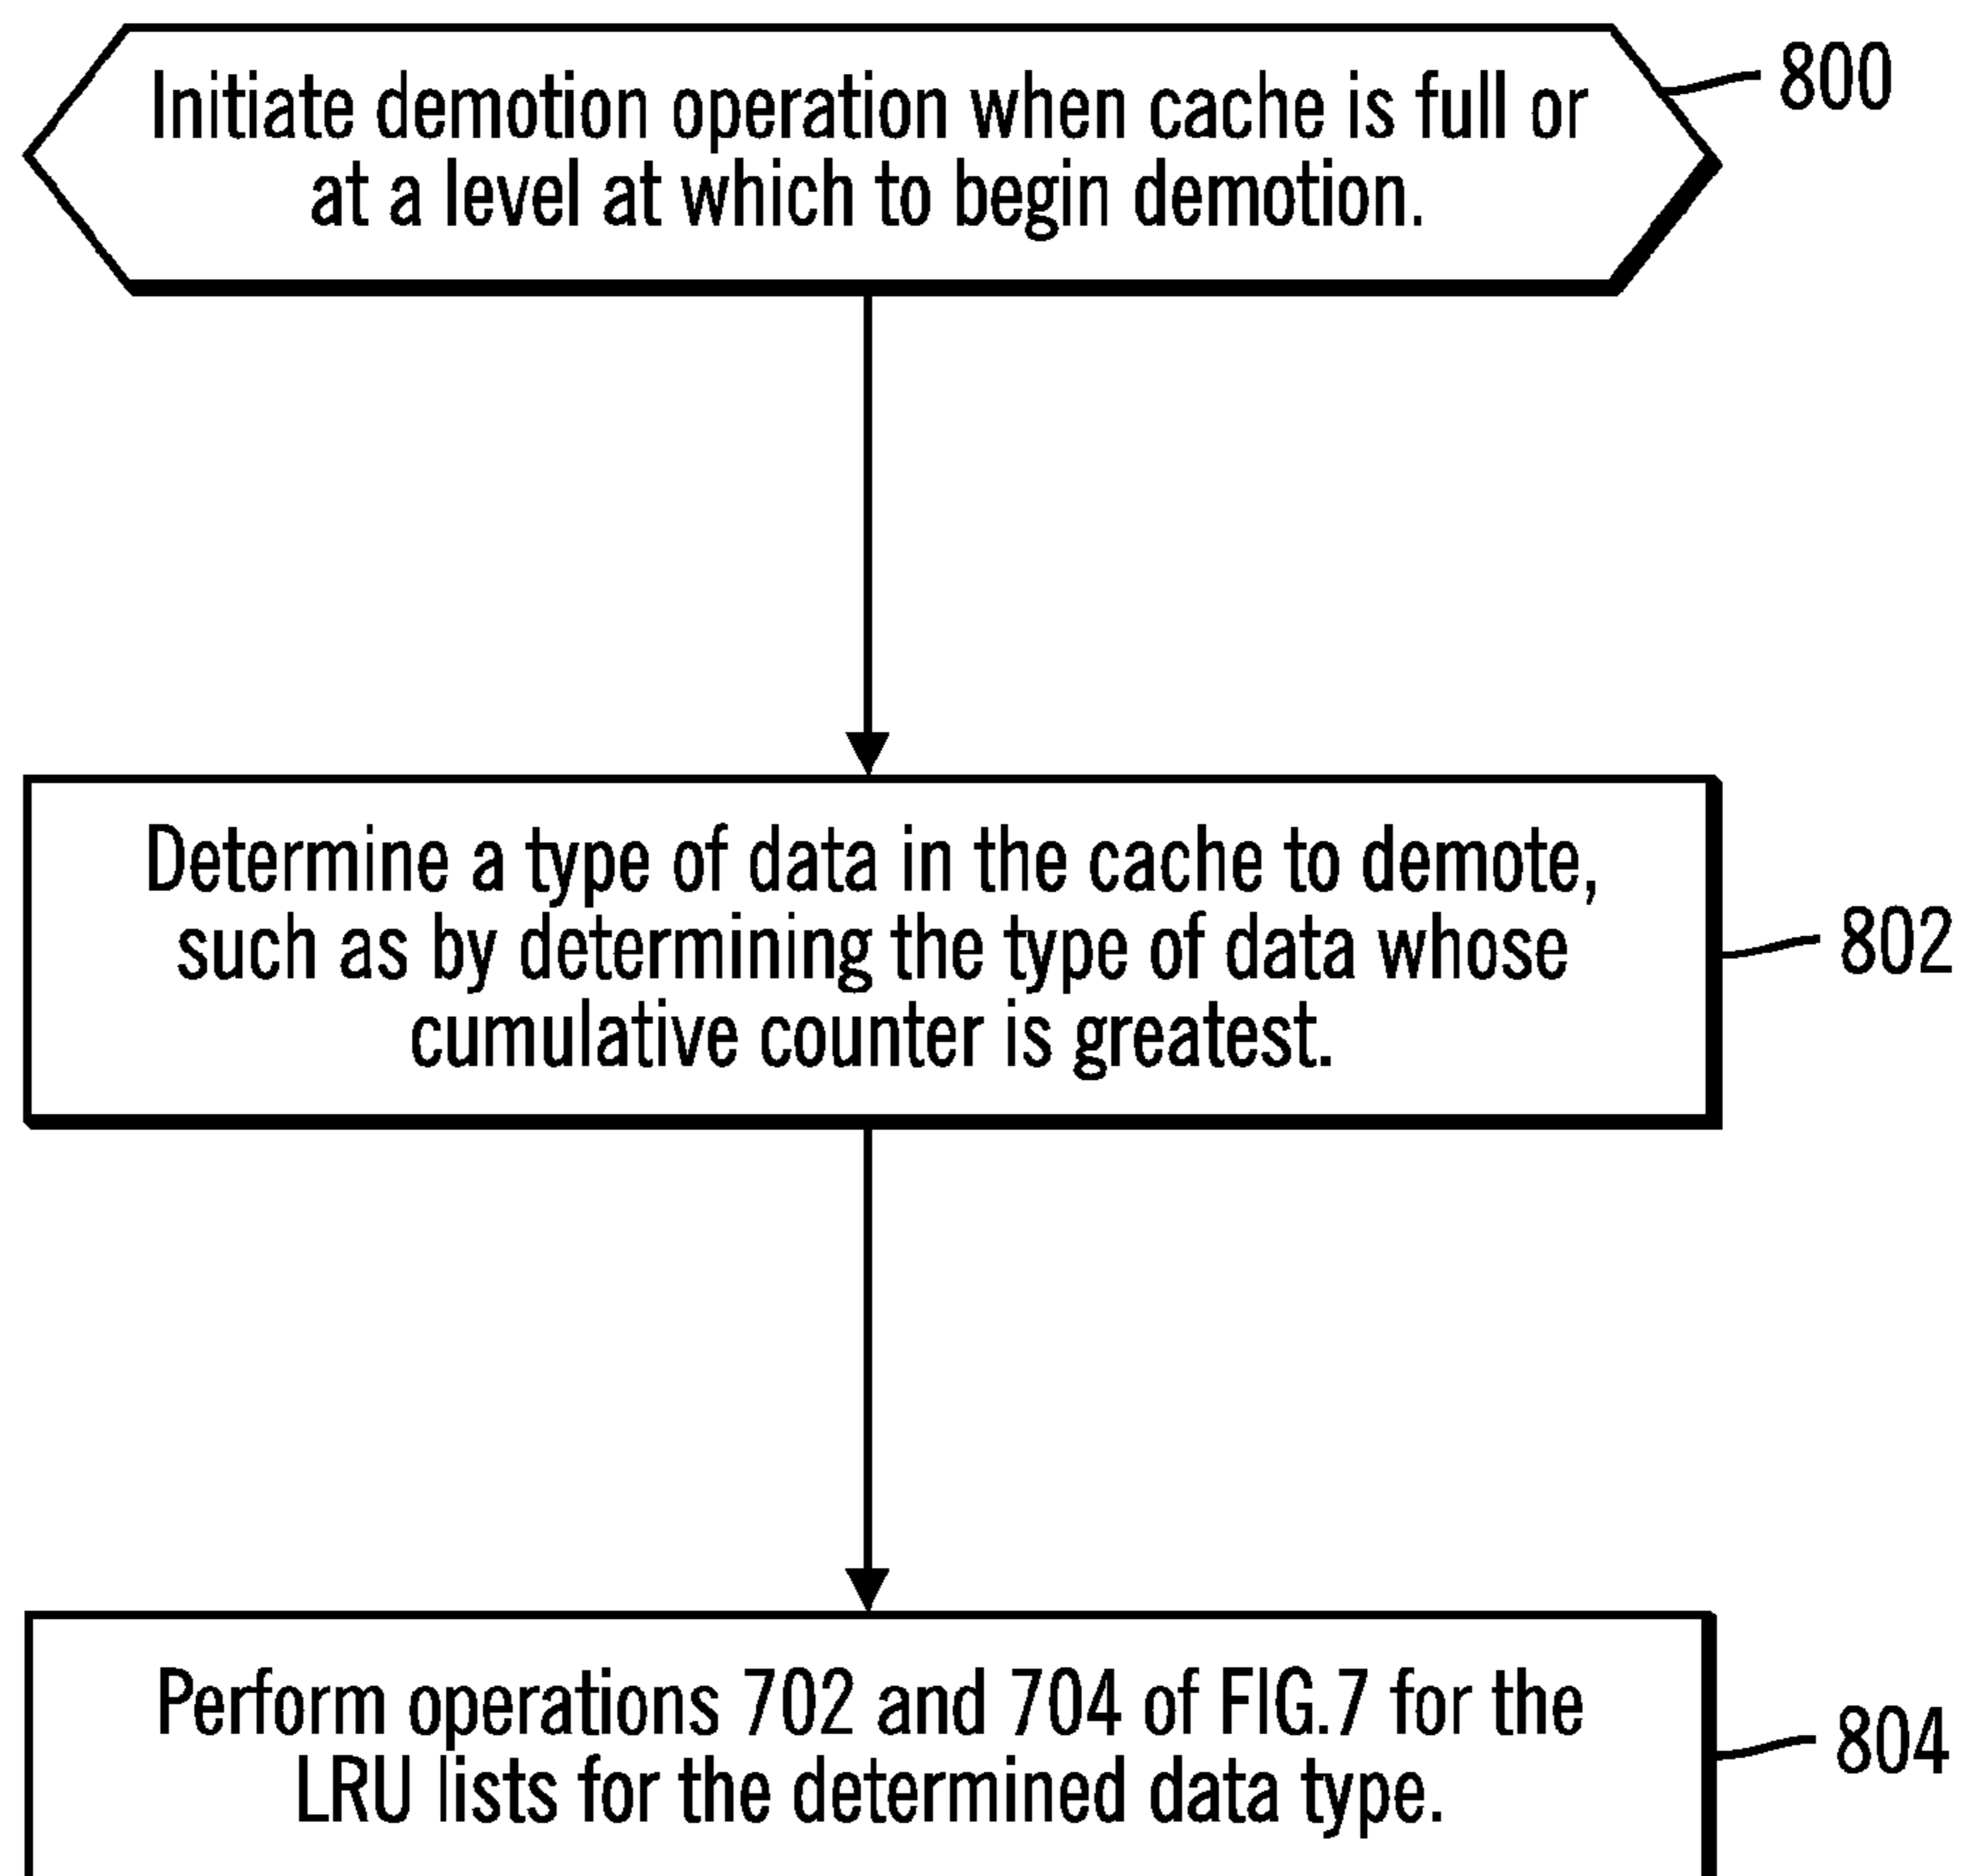 Initiate demotion operation when cache is full or
at a level at which to begin demotion.
800
Determine a type of data in the cache to demote,
such as by determining the type of data whose
cumulative counter is greatest.
802
Perform operations 702 and 704 of FIG.7 for the
LRU lists for the determined data type.
804